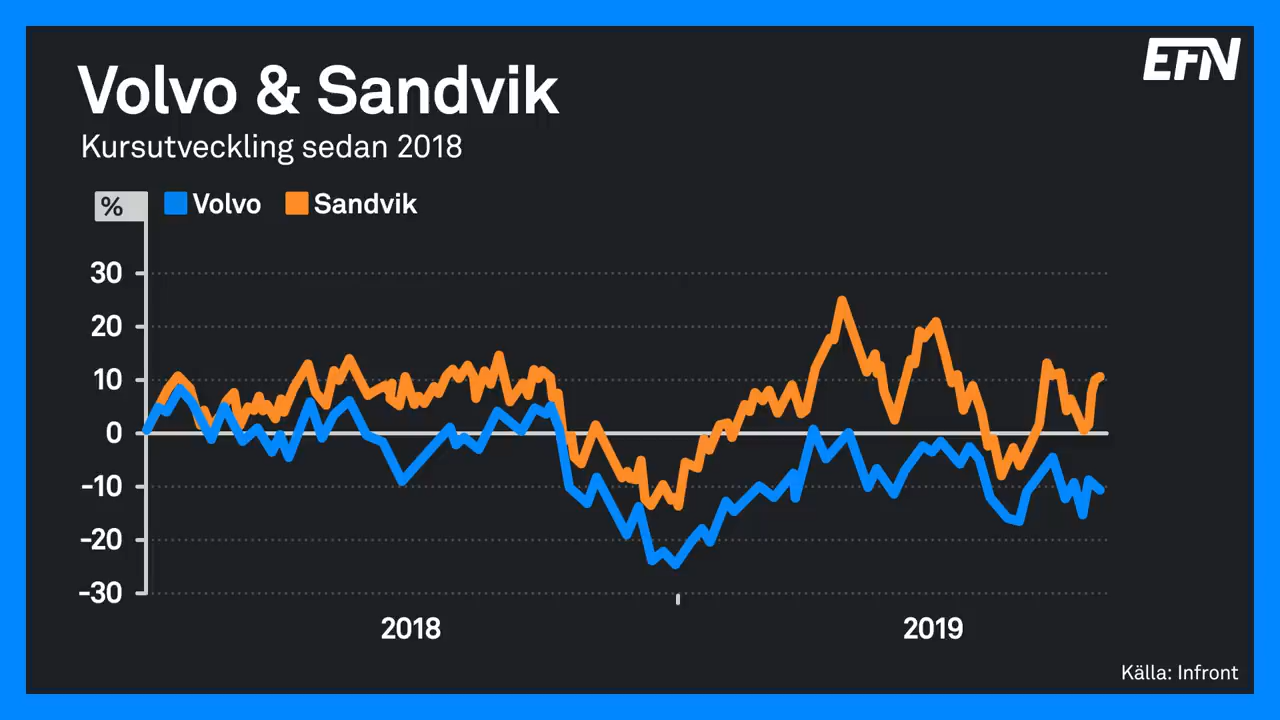 EFN
Volvo & Sandvik
Kursutveckling sedan 2018
% Volvo Sandvik
30
20
10
0
-10
-20
-30
2018 2019
Källa: Infront